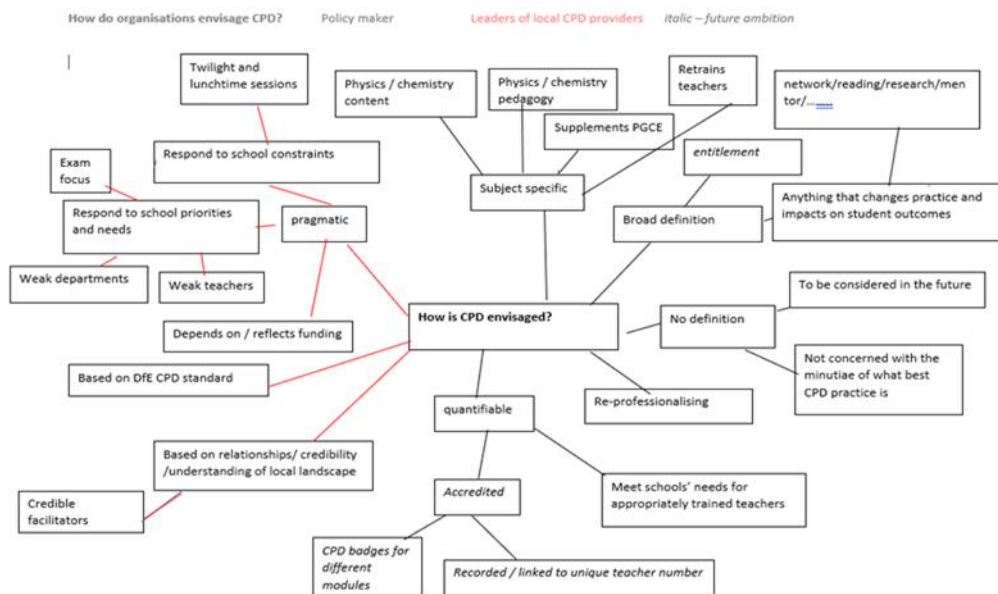 How do organisations envisage CPD? Policy maker Leaders of local CPD providers italic – future ambition
Twilight and
lunchtime sessions
Physics / chemistry
content
Physics / chemistry
pedagogy
Retrains
teachers
network/reading/research/men
tor/........
Supplements PGCE
Exam
focus
Respond to school constraints
entitlement
Subject specific
Respond to school priorities
and needs
pragmatic
Broad definition
Anything that changes practice and
impacts on student outcomes
Weak departments
Weak teachers
To be considered in the future
How is CPD envisaged?
No definition
Depends on / reflects funding
Not concerned with the
minutiae of what best
CPD practice is
Based on DfE CPD standard
Re-professionalising
quantifiable
Based on relationships/ credibility
/understanding of local landscape
Meet schools' needs for
appropriately trained teachers
Credible
facilitators
Accredited
CPD badges for
different
modules
Recorded / linked to unique teacher number